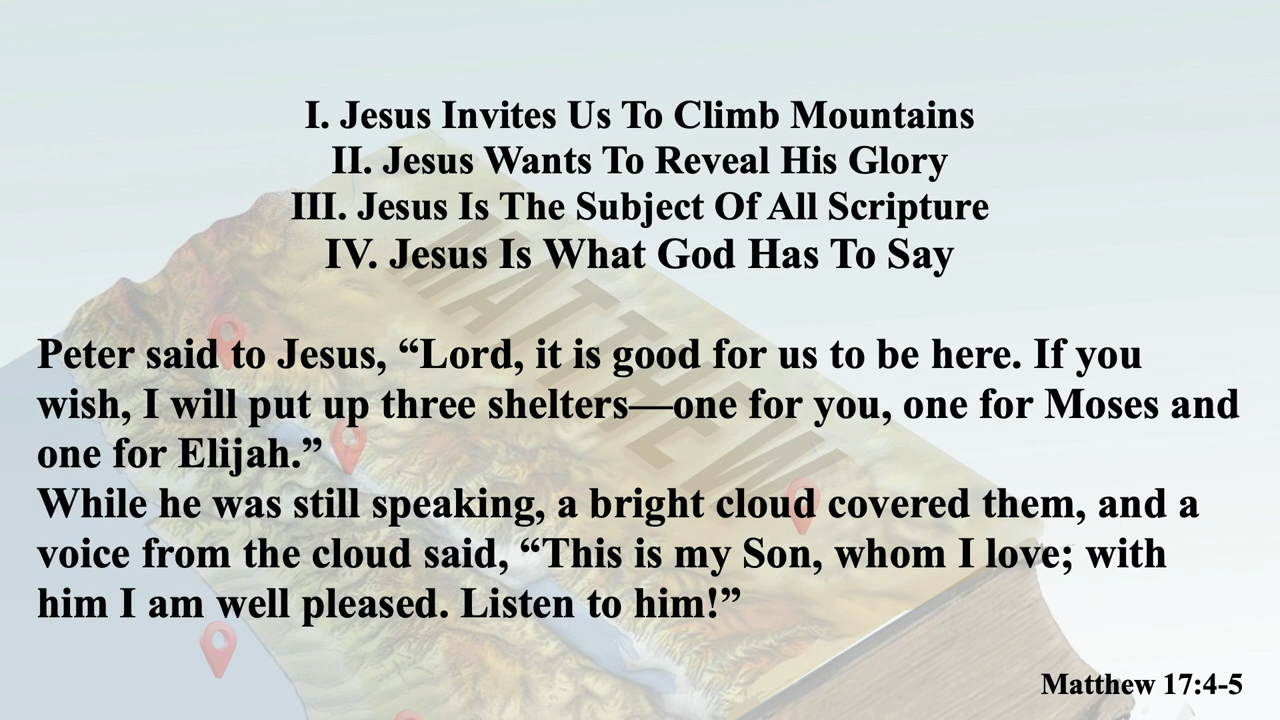 I. Jesus Invites Us To Climb Mountains
II. Jesus Wants To Reveal His Glory
III. Jesus Is The Subject Of All Scripture
IV. Jesus Is What God Has To Say
MATTHEW
Peter said to Jesus, “Lord, it is good for us to be here. If you
wish, I will put up three shelters—one for you, one for Moses and
one for Elijah.”
While he was still speaking, a bright cloud covered them, and a
voice from the cloud said, “This is my Son, whom I love; with
him I am well pleased. Listen to him!”
Matthew 17:4-5